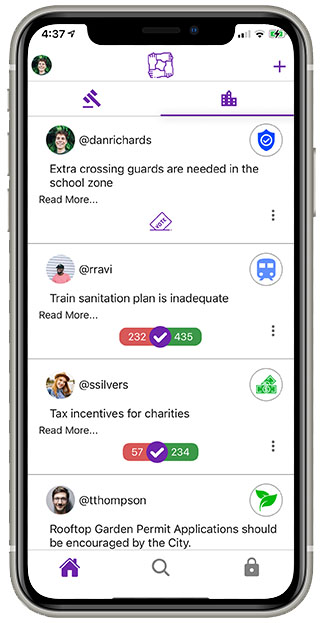 4:37
@danrichards
Extra crossing guards are needed in the
school zone
Read More...
VOTE
@rravi
Train sanitation plan is inadequate
Read More...
232 435
@ssilvers
Tax incentives for charities
Read More...
57 234
@tthompson
Rooftop Garden Permit Applications should
be encouraged by the City.